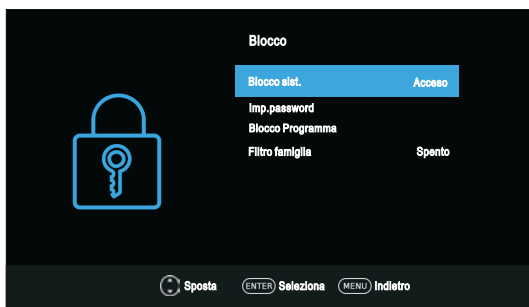 Blocco
Blocco sist. Acceso
Imp.password
Blocco Programma
Filtro famiglia Spento
Sposta ENTER Seleziona MENU Indietro